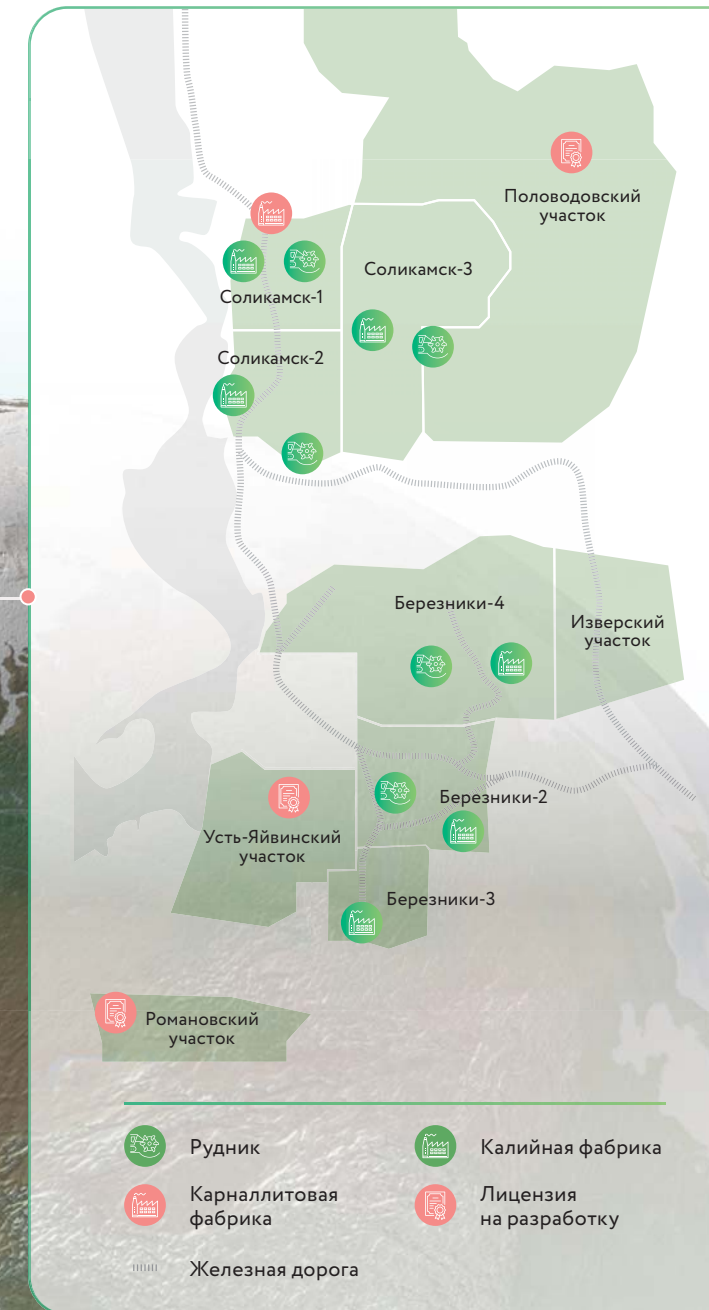 Половодовский
участок
Соликамск-3
Соликамск-1
Соликамск-2
Березники-4
Изверский
участок
Березники-2
Усть-Яйвинский
участок
Березники-3
Романовский
участок
Рудник
Калийная фабрика
Карналлитовая
фабрика
Лицензия
на разработку
Железная дорога